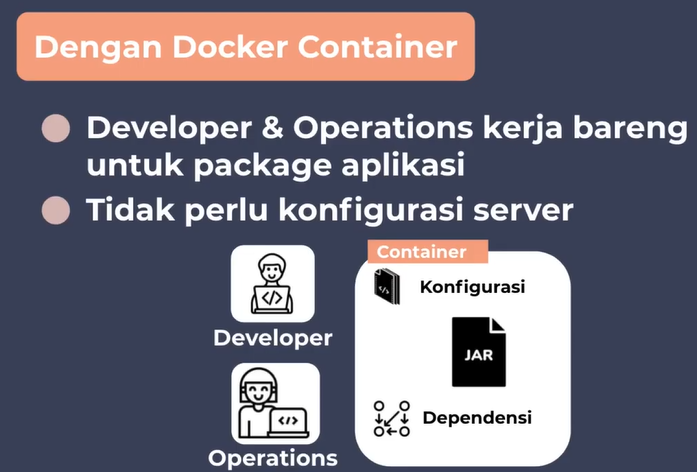 Dengan Docker Container
Developer & Operations kerja bareng
untuk package aplikasi
Tidak perlu konfigurasi server
Container
</>
Konfigurasi
</>
Developer
JAR
</>
Dependensi
Operations